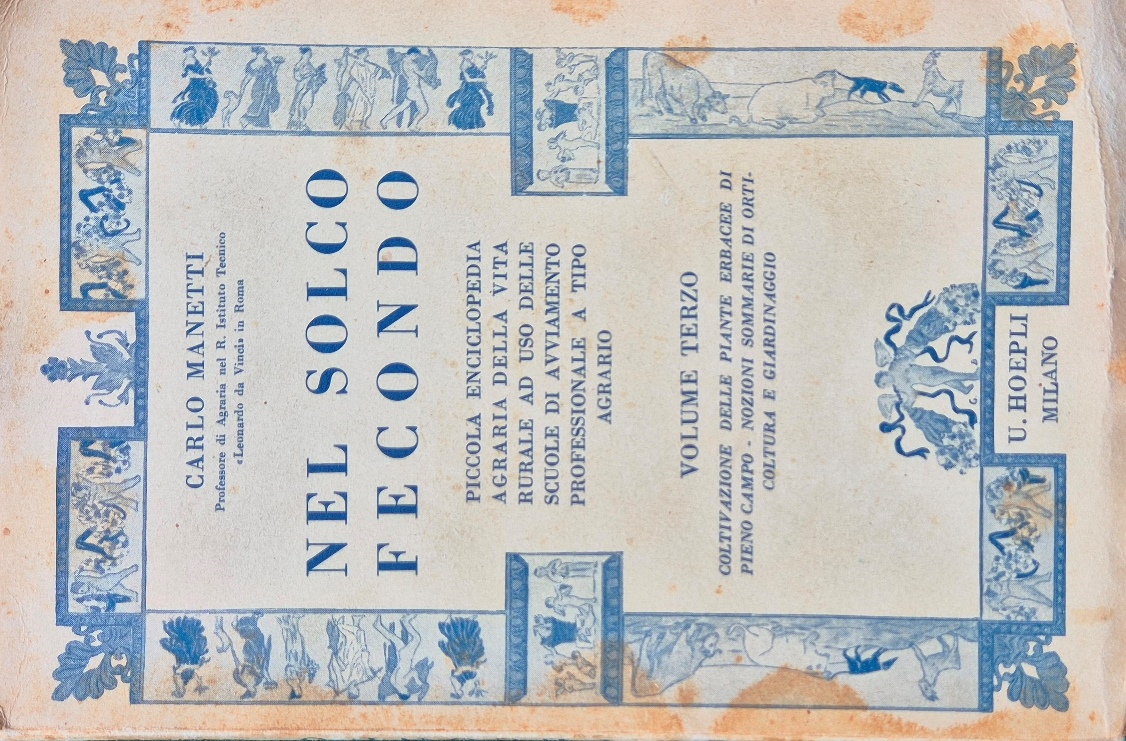 CARLO MANETTI
Professore di Agraria nel R. Istituto Tecnico
«Leonardo da Vinci» in Roma
NEL SOLCO
FECONDO
PICCOLA ENCICLOPEDIA
AGRARIA DELLA VITA
RURALE AD USO DELLE
SCUOLE DI AVVIAMENTO
PROFESSIONALE A TIPO
AGRARIO
VOLUME TERZO
COLTIVAZIONE DELLE PIANTE ERBACEE DI
PIENO CAMPO - NOZIONI SOMMARIE DI ORTI-
COLTURA E GIARDINAGGIO
U. HOEPLI
MILANO